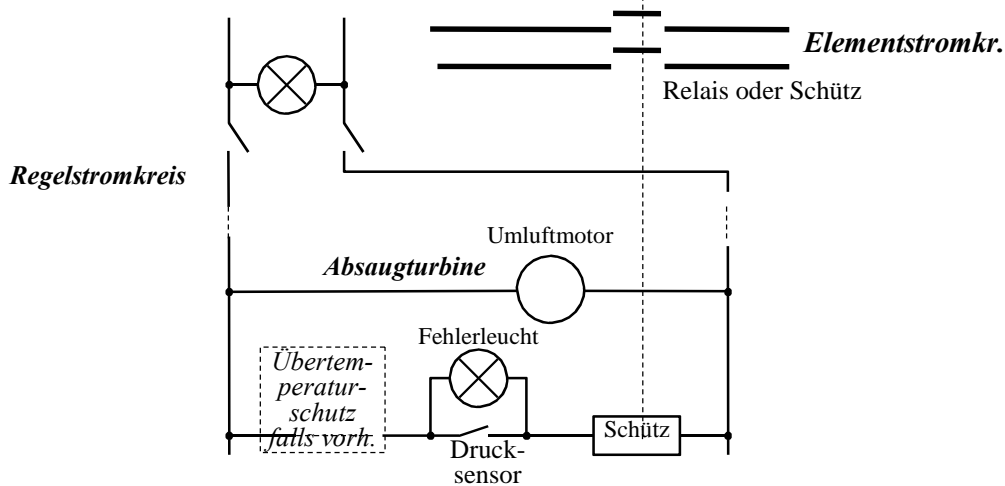 Elementstromkr.
Relais oder Schütz
Regelstromkreis
Umluftmotor
Absaugturbine
Fehlerleucht
Übertem-
peratur-
schutz
falls vorh.
Schütz
Druck-
sensor